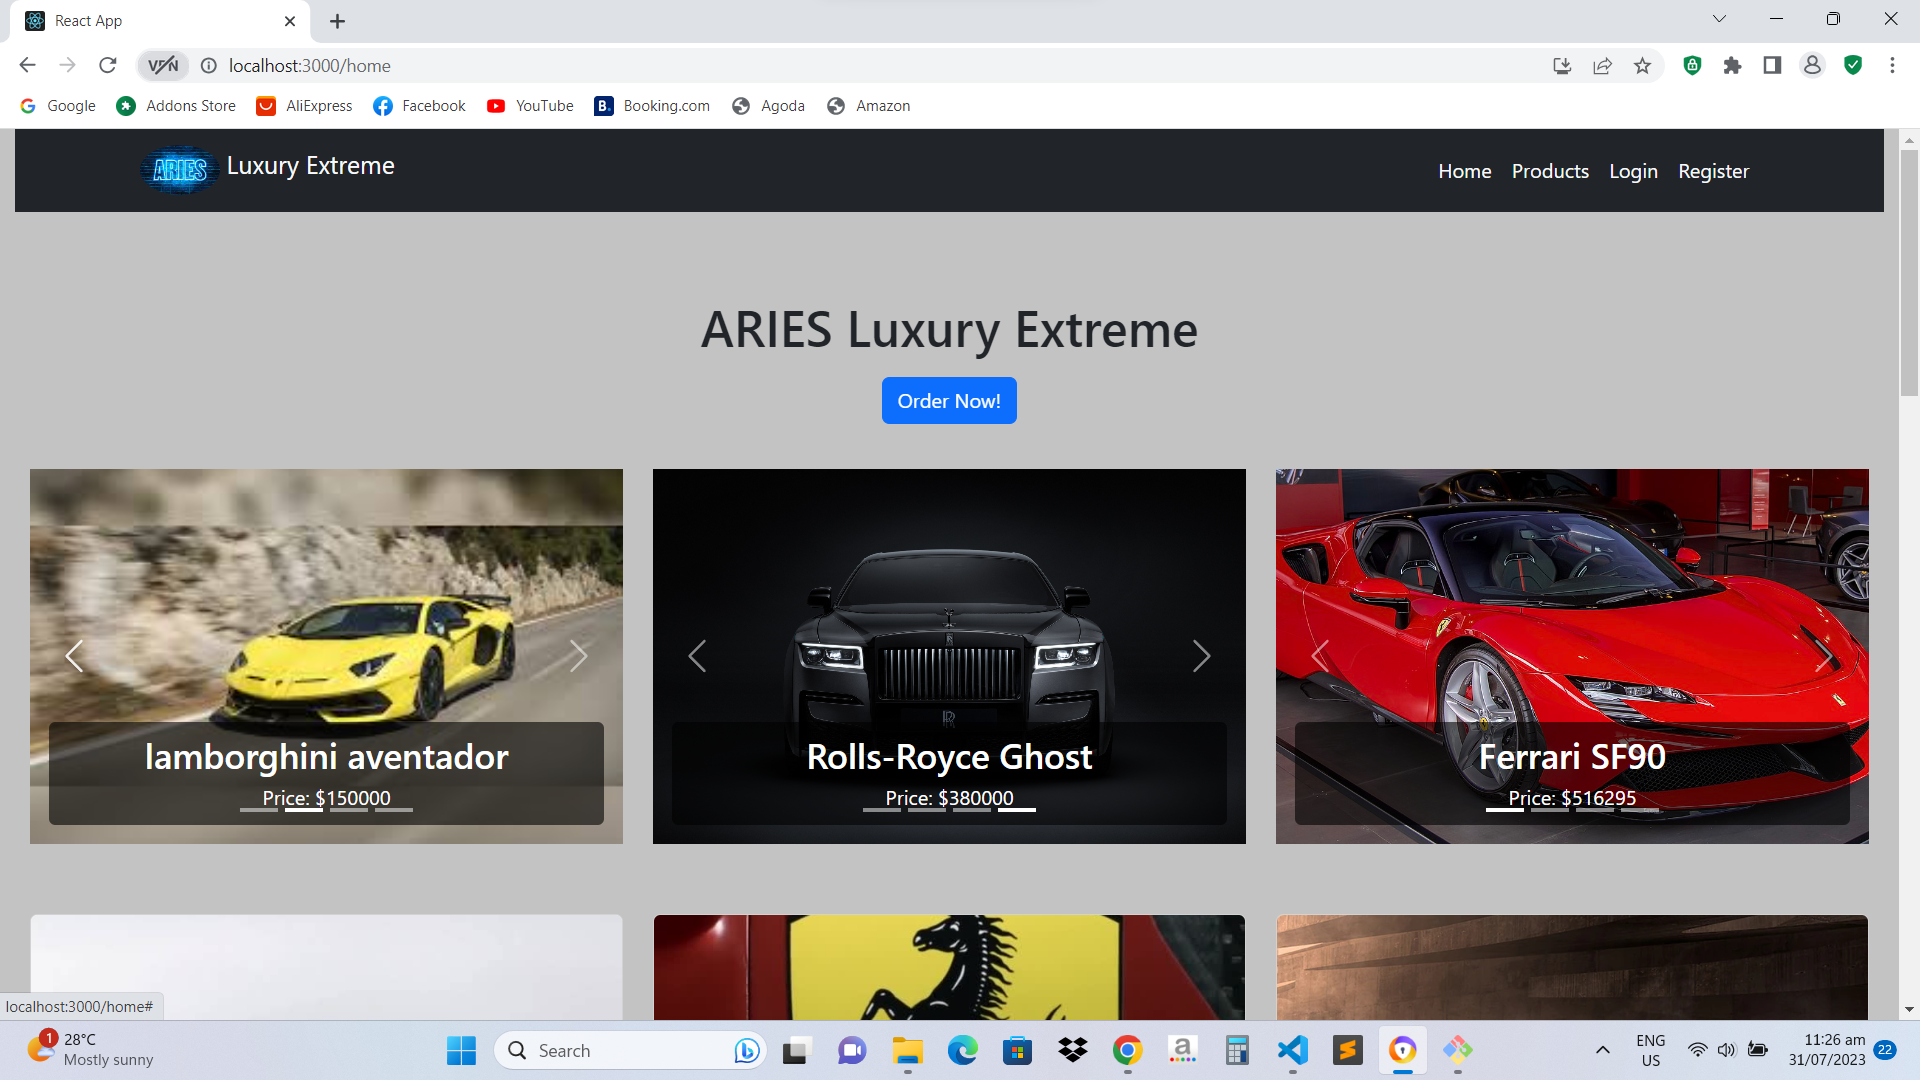 React App
VPN
localhost:3000/home
Google
Addons Store
AliExpress
Facebook
YouTube
B. Booking.com
Agoda
Amazon
ARIES Luxury Extreme
Home Products Login Register
ARIES Luxury Extreme
Order Now!
lamborghini aventador
Price: $150000
Rolls-Royce Ghost
Price: $380000
Ferrari SF90
Price: $516295
localhost:3000/home#
1
28°C
Mostly sunny
Search
a
ENG
US
11:26 am
31/07/2023
22